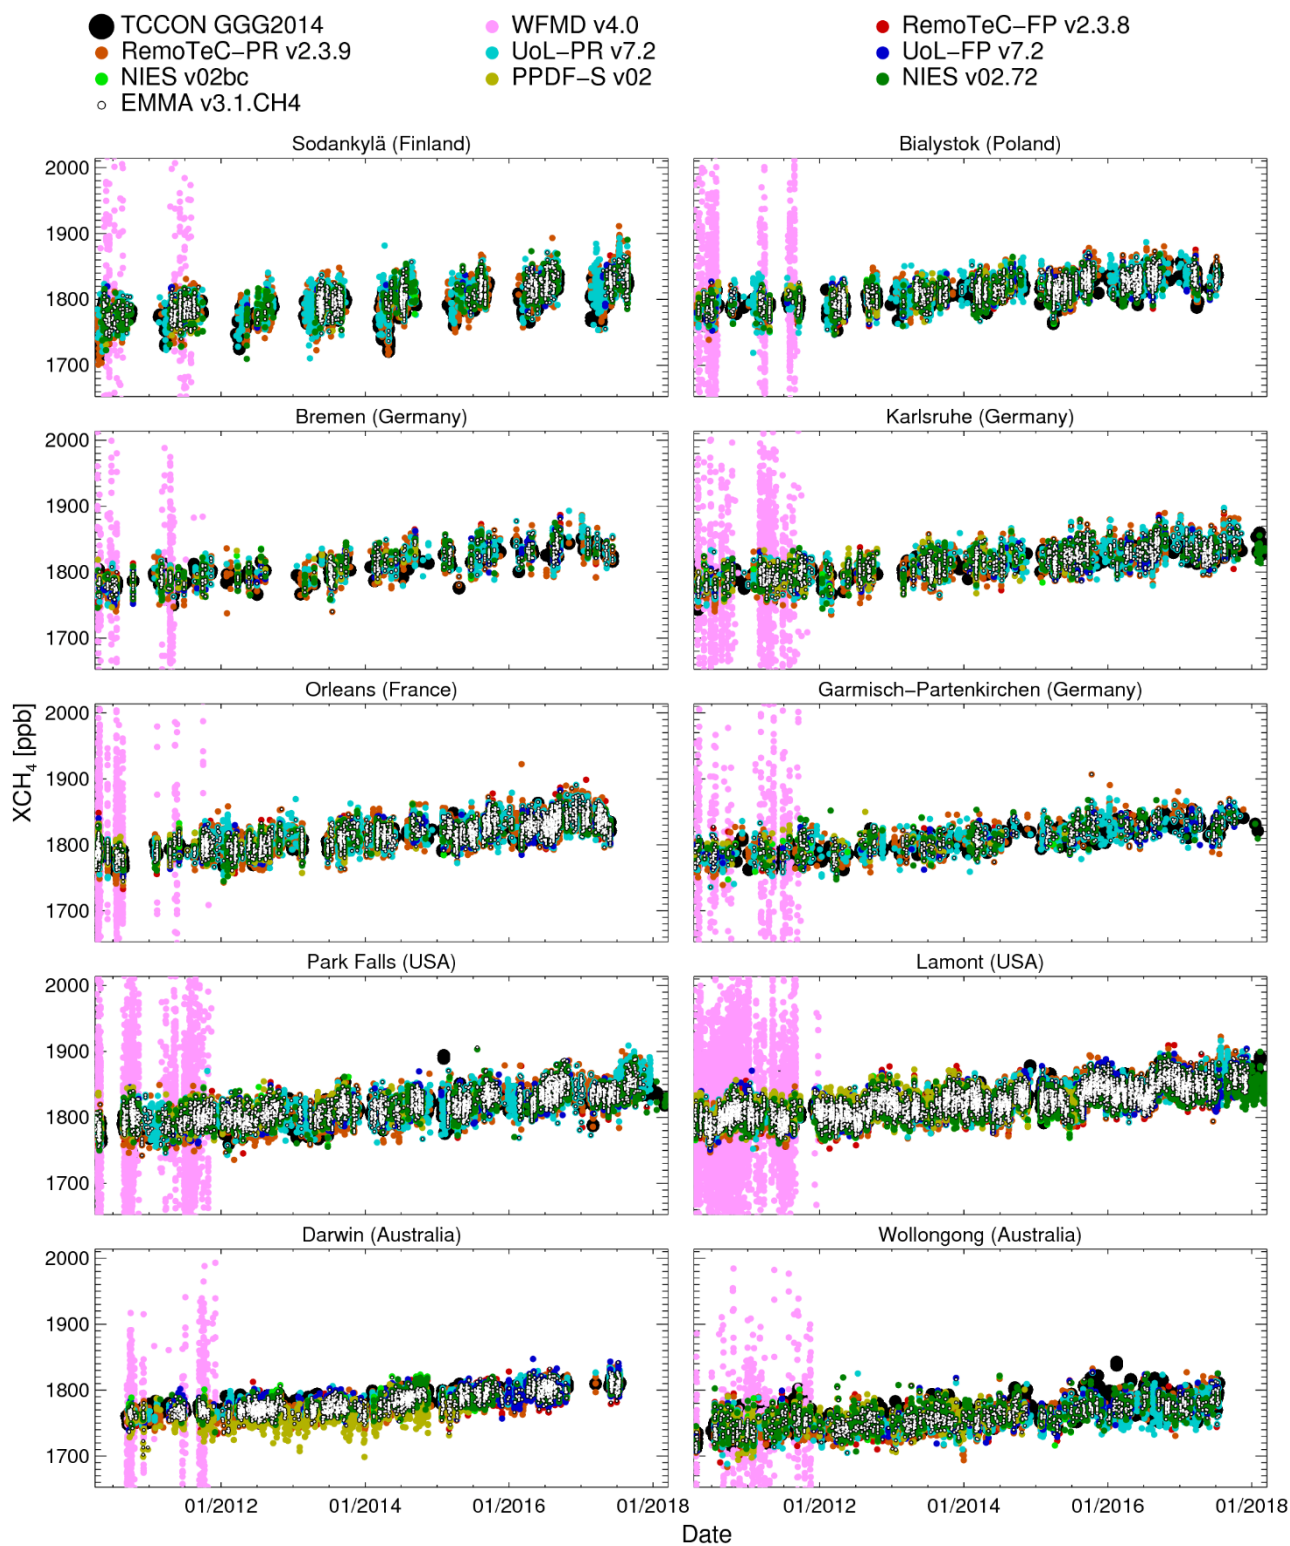 TCCON GGG2014 WFMD v4.0 RemoTeC−FP v2.3.8
RemoTeC−PR v2.3.9 UoL−PR v7.2 UoL−FP v7.2
NIES v02bc PPDF−S v02 NIES v02.72
EMMA v3.1.CH4
Sodankylä (Finland) Bialystok (Poland)
2000
1900
1800
1700
Bremen (Germany) Karlsruhe (Germany)
2000
1900
1800
1700
Orleans (France) Garmisch−Partenkirchen (Germany)
2000
1900
1800
1700
XCH₄ [ppb]
Park Falls (USA) Lamont (USA)
2000
1900
1800
1700
Darwin (Australia) Wollongong (Australia)
2000
1900
1800
1700
01/2012 01/2014 01/2016 01/2018 01/2012 01/2014 01/2016 01/2018
Date